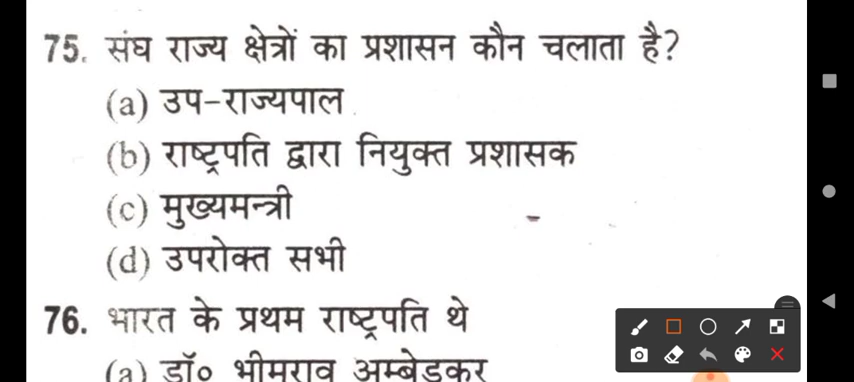 75. संघ राज्य क्षेत्रों का प्रशासन कौन चलाता है?
(a) उप-राज्यपाल
(b) राष्ट्रपति द्वारा नियुक्त प्रशासक
(c) मुख्यमन्त्री
(d) उपरोक्त सभी
76. भारत के प्रथम राष्ट्रपति थे
(a) डॉ० भीमराव अम्बेडकर